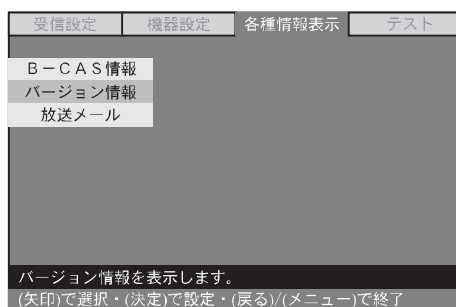 受信設定 機器設定 各種情報表示 テスト
B－CAS情報
バージョン情報
放送メール
バージョン情報を表示します。
(矢印)で選択・(決定)で設定・(戻る)/(メニュー)で終了